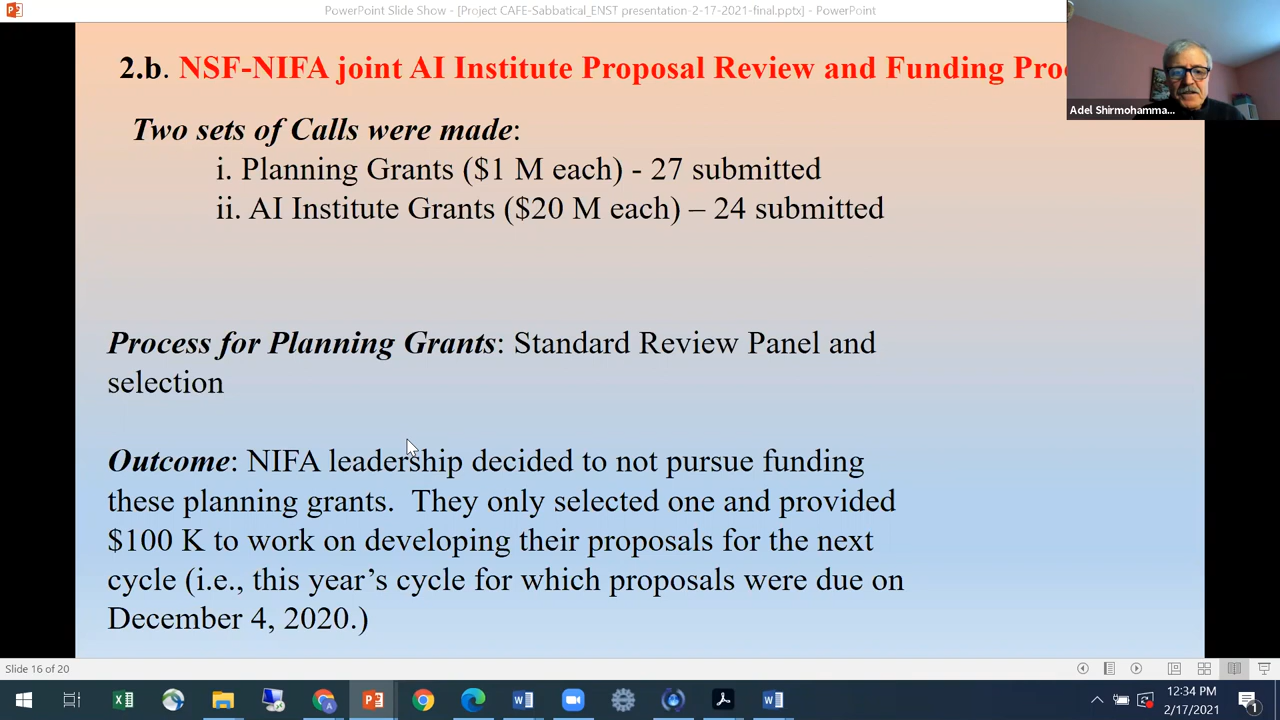 PowerPoint Slide Show - [Project CAFE-Sabbatical_ENST presentation-2-17-2021-final.pptx] - PowerPoint
2.b. NSF-NIFA joint AI Institute Proposal Review and Funding Pro
Adel Shirmohamma...
Two sets of Calls were made:
i. Planning Grants ($1 M each) - 27 submitted
ii. AI Institute Grants ($20 M each) – 24 submitted
Process for Planning Grants: Standard Review Panel and
selection
Outcome: NIFA leadership decided to not pursue funding
these planning grants. They only selected one and provided
$100 K to work on developing their proposals for the next
cycle (i.e., this year’s cycle for which proposals were due on
December 4, 2020.)
Slide 16 of 20
12:34 PM
2/17/2021
1